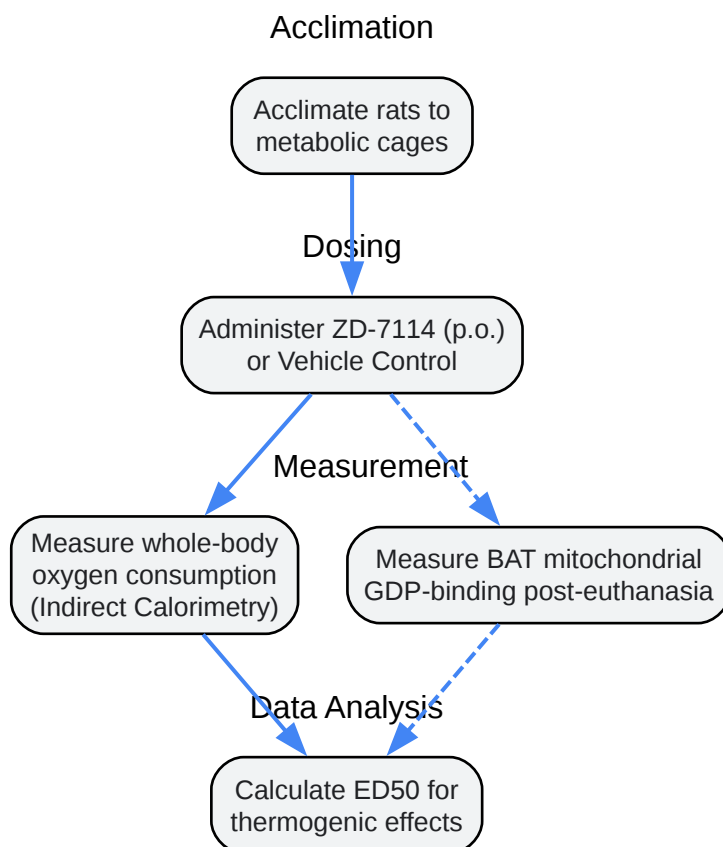 Acclimation
Acclimate rats to
metabolic cages
Dosing
Administer ZD-7114 (p.o.)
or Vehicle Control
Measurement
Measure whole-body
oxygen consumption
(Indirect Calorimetry)
Measure BAT mitochondrial
GDP-binding post-euthanasia
Data Analysis
Calculate ED50 for
thermogenic effects